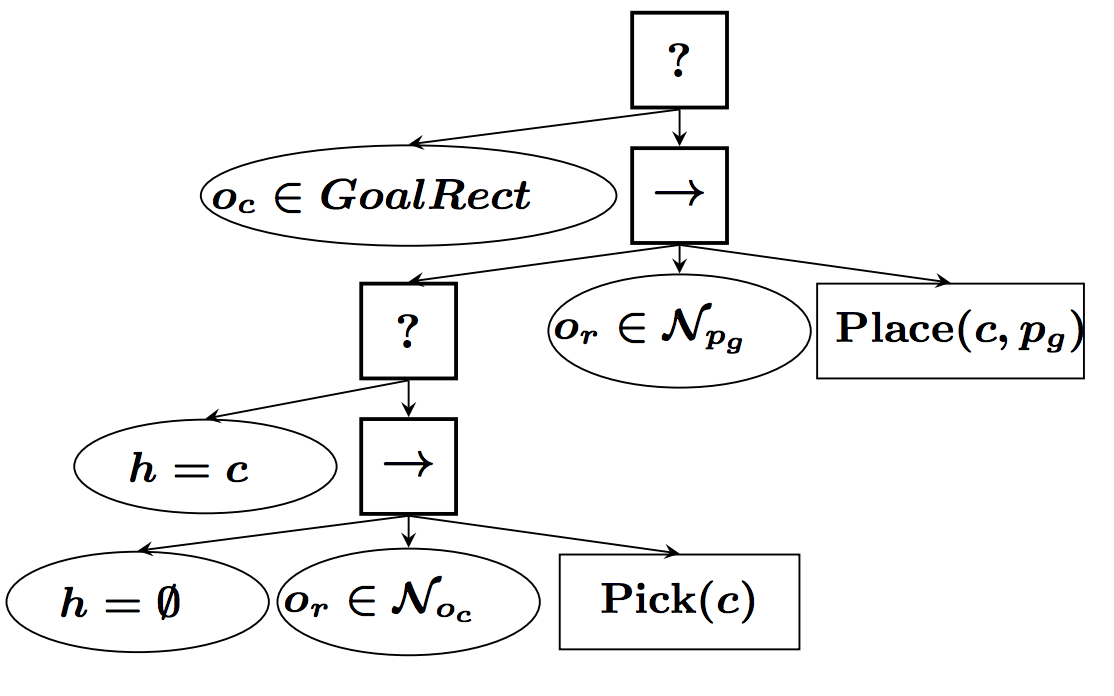 ?
o_c ∈ GoalRect
→
?
o_r ∈ 𝒩_{p_g}
Place(c, p_g)
h = c
→
h = ∅
o_r ∈ 𝒩_{o_c}
Pick(c)